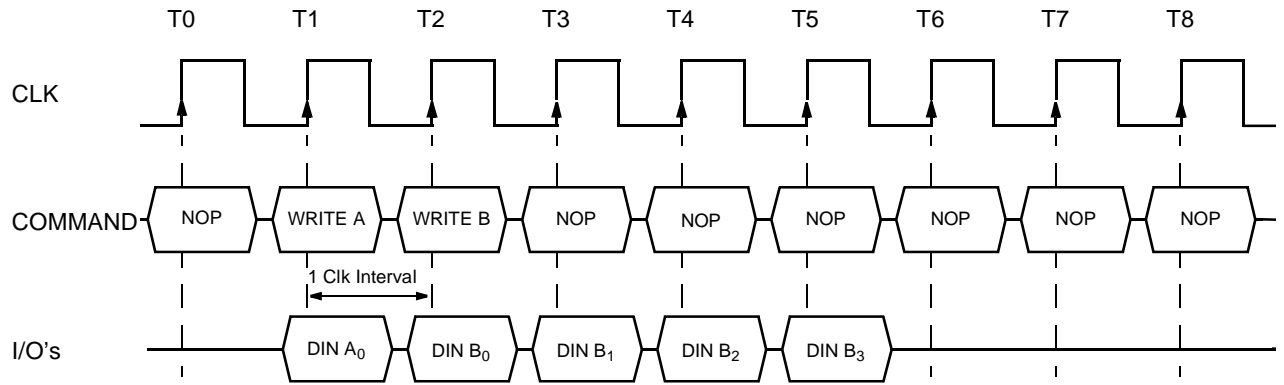 T0 T1 T2 T3 T4 T5 T6 T7 T8
CLK
COMMAND NOP WRITE A WRITE B NOP NOP NOP NOP NOP NOP
1 Clk Interval
I/O's DIN A0 DIN B0 DIN B1 DIN B2 DIN B3